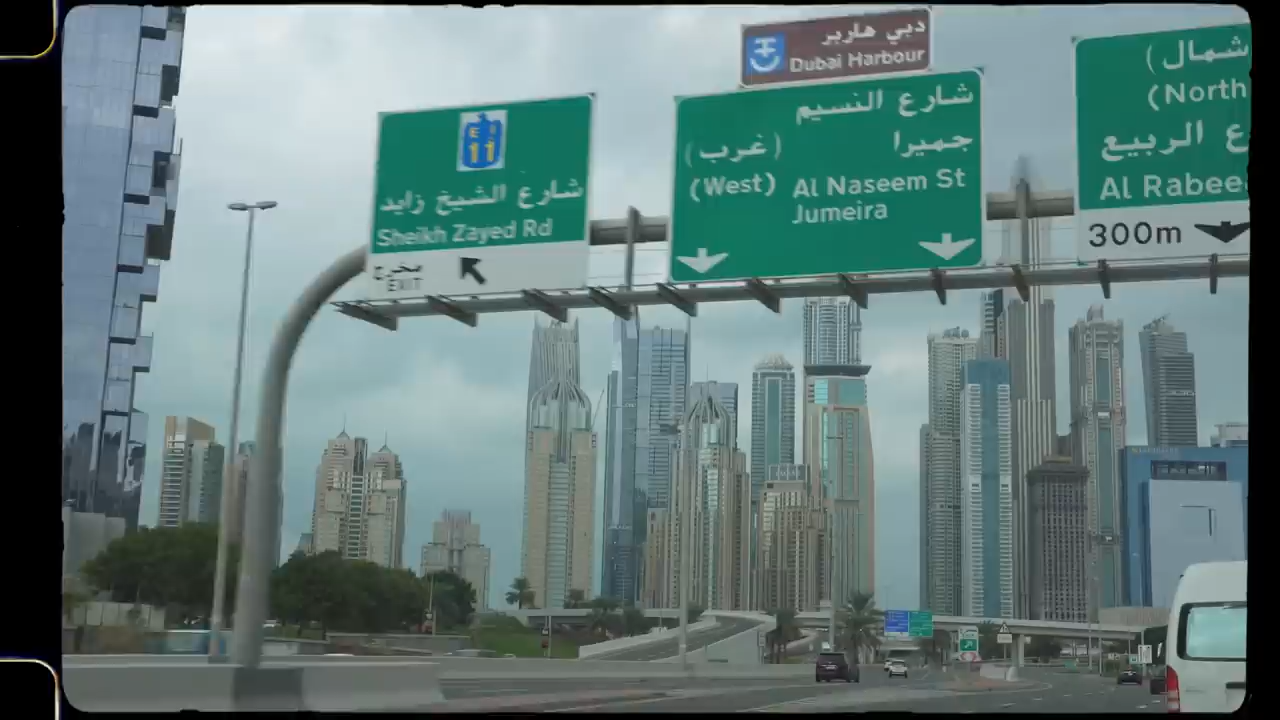 E 11
شارع الشيخ زايد
Sheikh Zayed Rd
مخرج
EXIT
دبي هاربر
Dubai Harbour
شارع النسيم
جميرا
(غرب)
(West)
Al Naseem St
Jumeira
(شمال
(North
ع الربيع
Al Rabee
300m